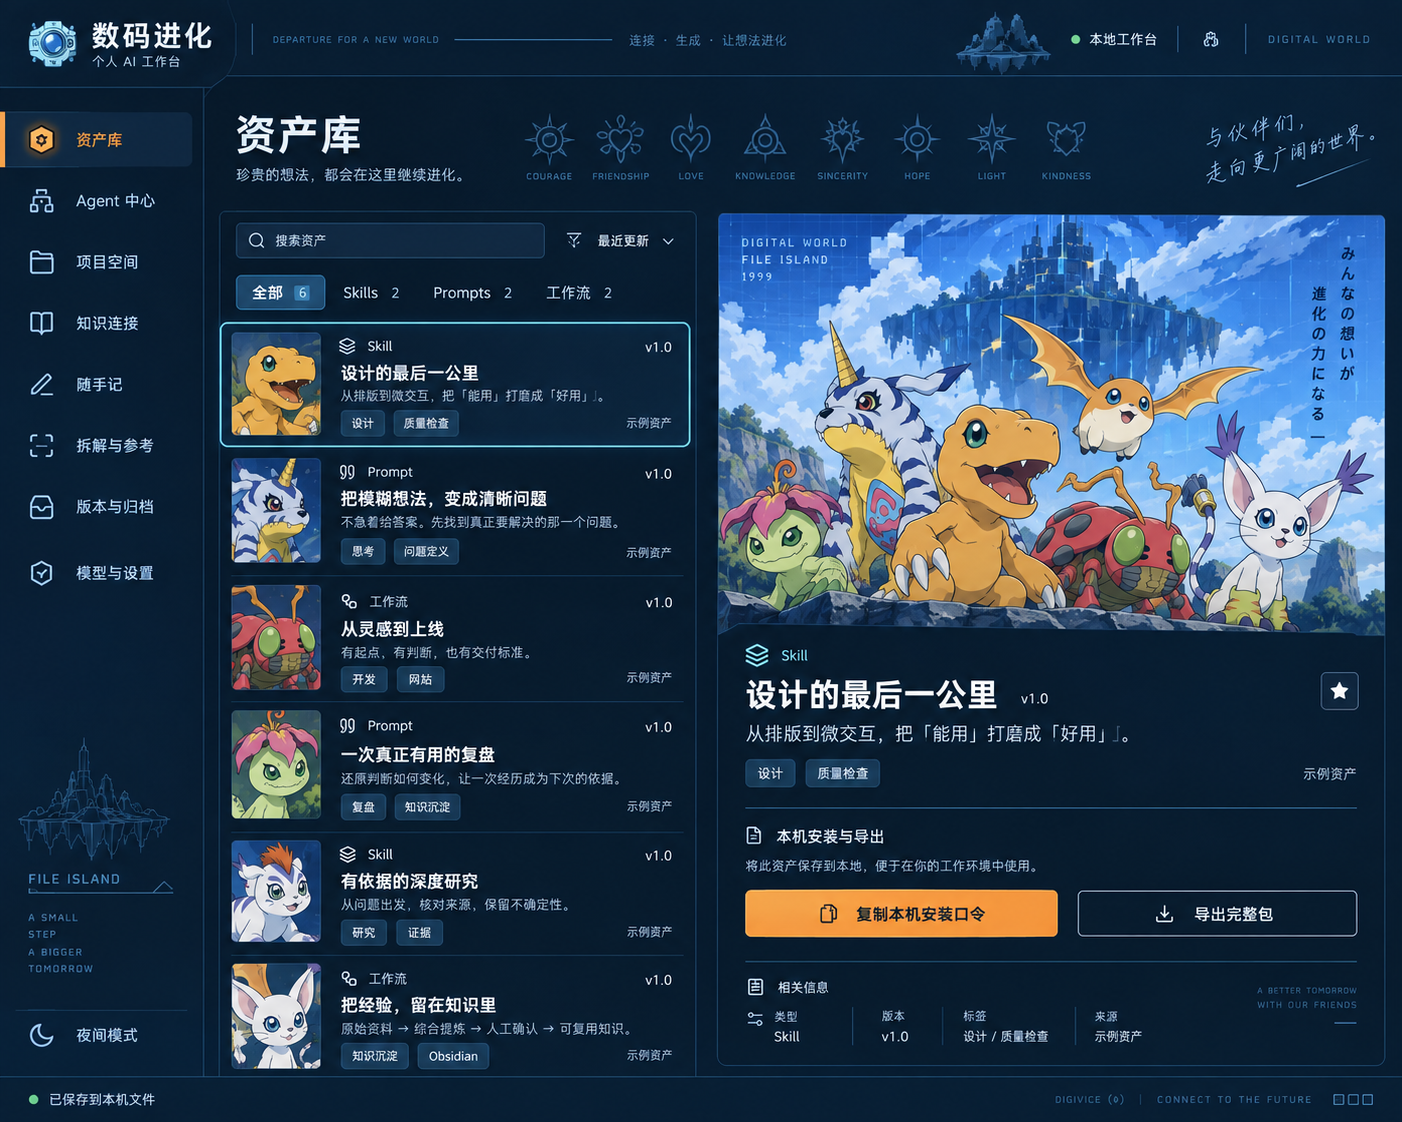 数码进化
个人 AI 工作台
DEPARTURE FOR A NEW WORLD
连接 · 生成 · 让想法进化
本地工作台
DIGITAL WORLD
资产库
Agent 中心
项目空间
知识连接
随手记
拆解与参考
版本与归档
模型与设置
FILE ISLAND
A SMALL
STEP
A BIGGER
TOMORROW
夜间模式
资产库
珍贵的想法，都会在这里继续进化。
COURAGE
FRIENDSHIP
LOVE
KNOWLEDGE
SINCERITY
HOPE
LIGHT
KINDNESS
与伙伴们，
走向更广阔的世界。
搜索资产
最近更新
全部 6
Skills 2
Prompts 2
工作流 2
Skill
v1.0
设计的最后一公里
从排版到微交互，把「能用」打磨成「好用」」。
设计
质量检查
示例资产
Prompt
v1.0
把模糊想法，变成清晰问题
不急着给答案。先找到真正要解决的那一个问题。
思考
问题定义
示例资产
工作流
v1.0
从灵感到上线
有起点，有判断，也有交付标准。
开发
网站
示例资产
Prompt
v1.0
一次真正有用的复盘
还原判断如何变化，让一次经历成为下次的依据。
复盘
知识沉淀
示例资产
Skill
v1.0
有依据的深度研究
从问题出发，核对来源，保留不确定性。
研究
证据
示例资产
工作流
v1.0
把经验，留在知识里
原始资料 → 综合提炼 → 人工确认 → 可复用知识。
知识沉淀
Obsidian
示例资产
DIGITAL WORLD
FILE ISLAND
1999
みんなの想いが
進化の力になる—
Skill
设计的最后一公里 v1.0
从排版到微交互，把「能用」打磨成「好用」」。
设计
质量检查
示例资产
本机安装与导出
将此资产保存到本地，便于在你的工作环境中使用。
复制本机安装口令
导出完整包
相关信息
类型
Skill
版本
v1.0
标签
设计 / 质量检查
来源
示例资产
A BETTER TOMORROW
WITH OUR FRIENDS
已保存到本机文件
DIGIVICE (0)
CONNECT TO THE FUTURE